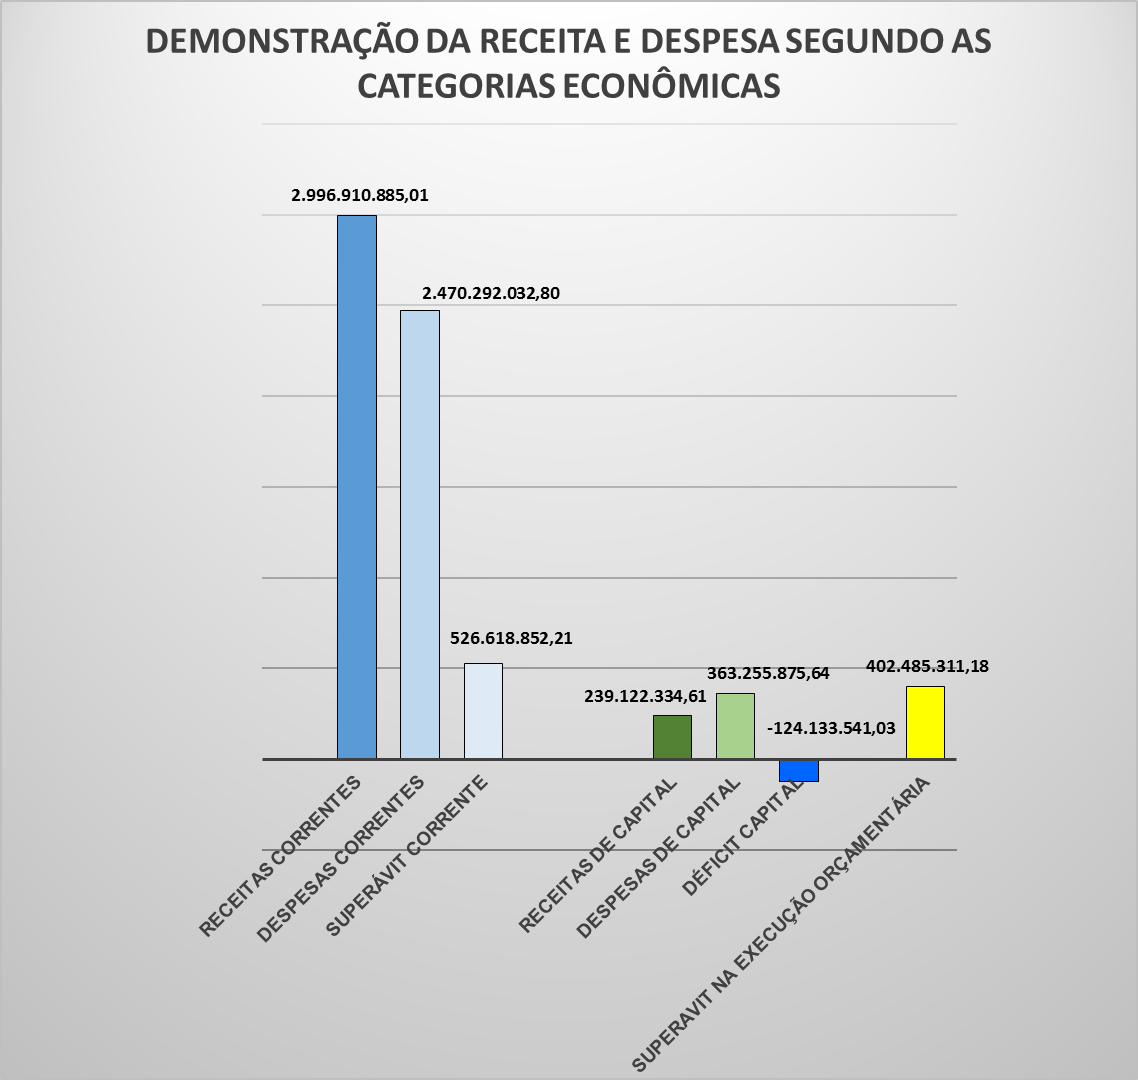 DEMONSTRAÇÃO DA RECEITA E DESPESA SEGUNDO AS
CATEGORIAS ECONÔMICAS
2.996.910.885,01
2.470.292.032,80
526.618.852,21
239.122.334,61
363.255.875,64
-124.133.541,03
402.485.311,18
RECEITAS CORRENTES
DESPESAS CORRENTES
SUPERÁVIT CORRENTE
RECEITAS DE CAPITAL
DESPESAS DE CAPITAL
DÉFICIT CAPITAL
SUPERAVIT NA EXECUÇÃO ORÇAMENTÁRIA